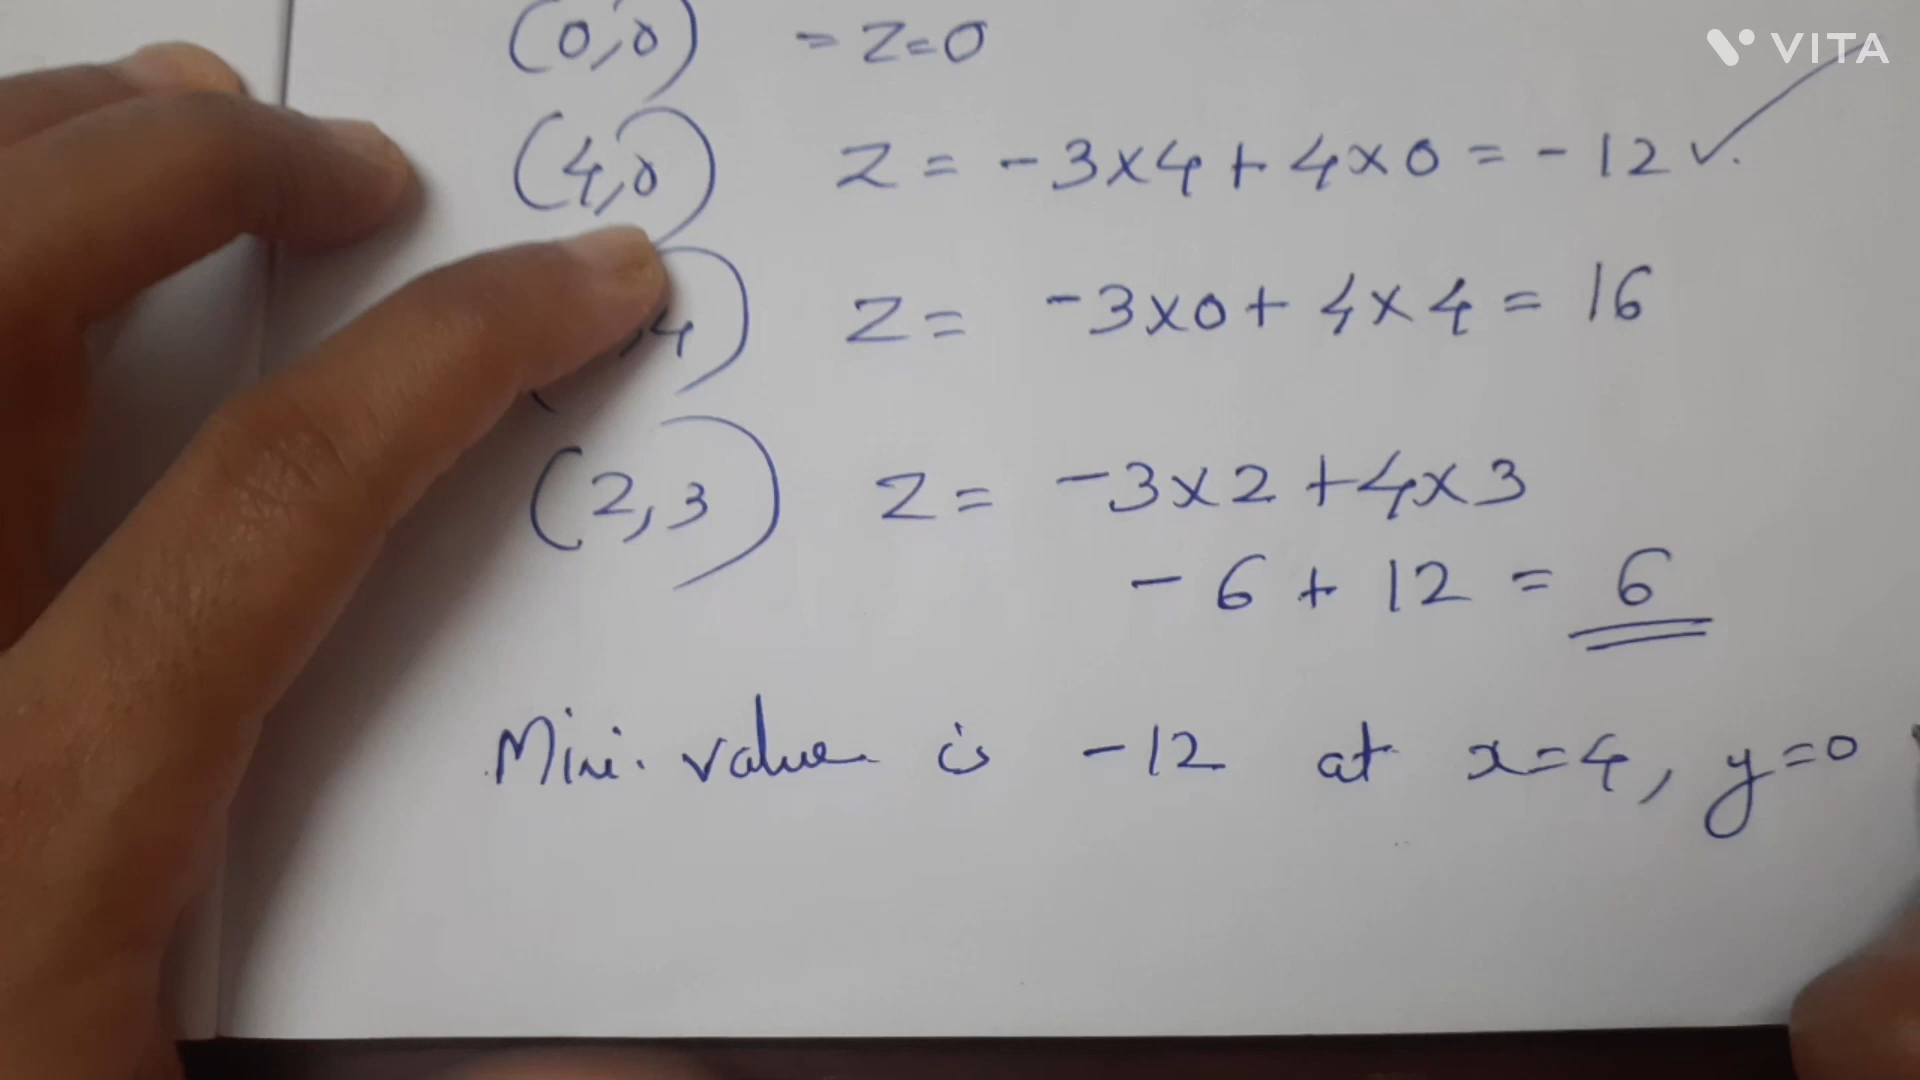 (0,0) - Z=0
VITA
(4,0) Z = -3x4 + 4x0 = -12 ✓.
,4) Z = -3x0 + 4x4 = 16
(2,3) Z = -3x2 +4x3
-6 + 12 = 6
Mini. value is -12 at x=4, y=0